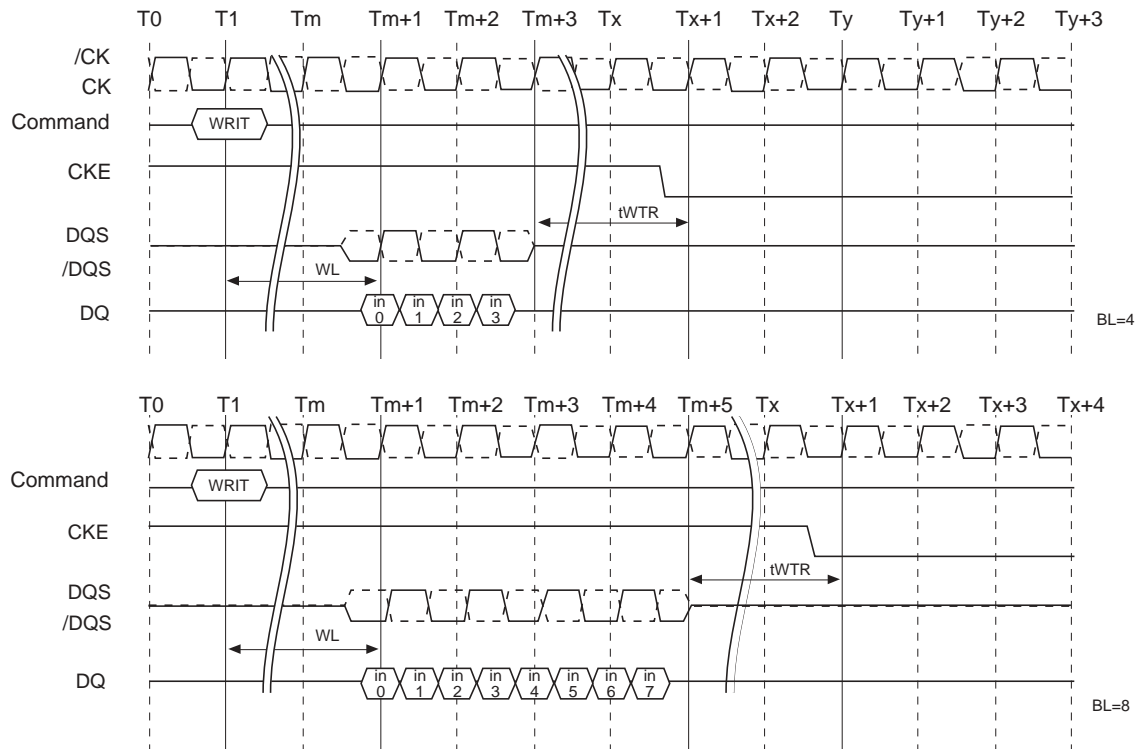 T0 T1 Tm Tm+1 Tm+2 Tm+3 Tx Tx+1 Tx+2 Ty Ty+1 Ty+2 Ty+3
/CK
CK
Command WRIT
CKE
tWTR
DQS
/DQS
WL
DQ in 0 in 1 in 2 in 3
BL=4
T0 T1 Tm Tm+1 Tm+2 Tm+3 Tm+4 Tm+5 Tx Tx+1 Tx+2 Tx+3 Tx+4
Command WRIT
CKE
tWTR
DQS
/DQS
WL
DQ in 0 in 1 in 2 in 3 in 4 in 5 in 6 in 7
BL=8